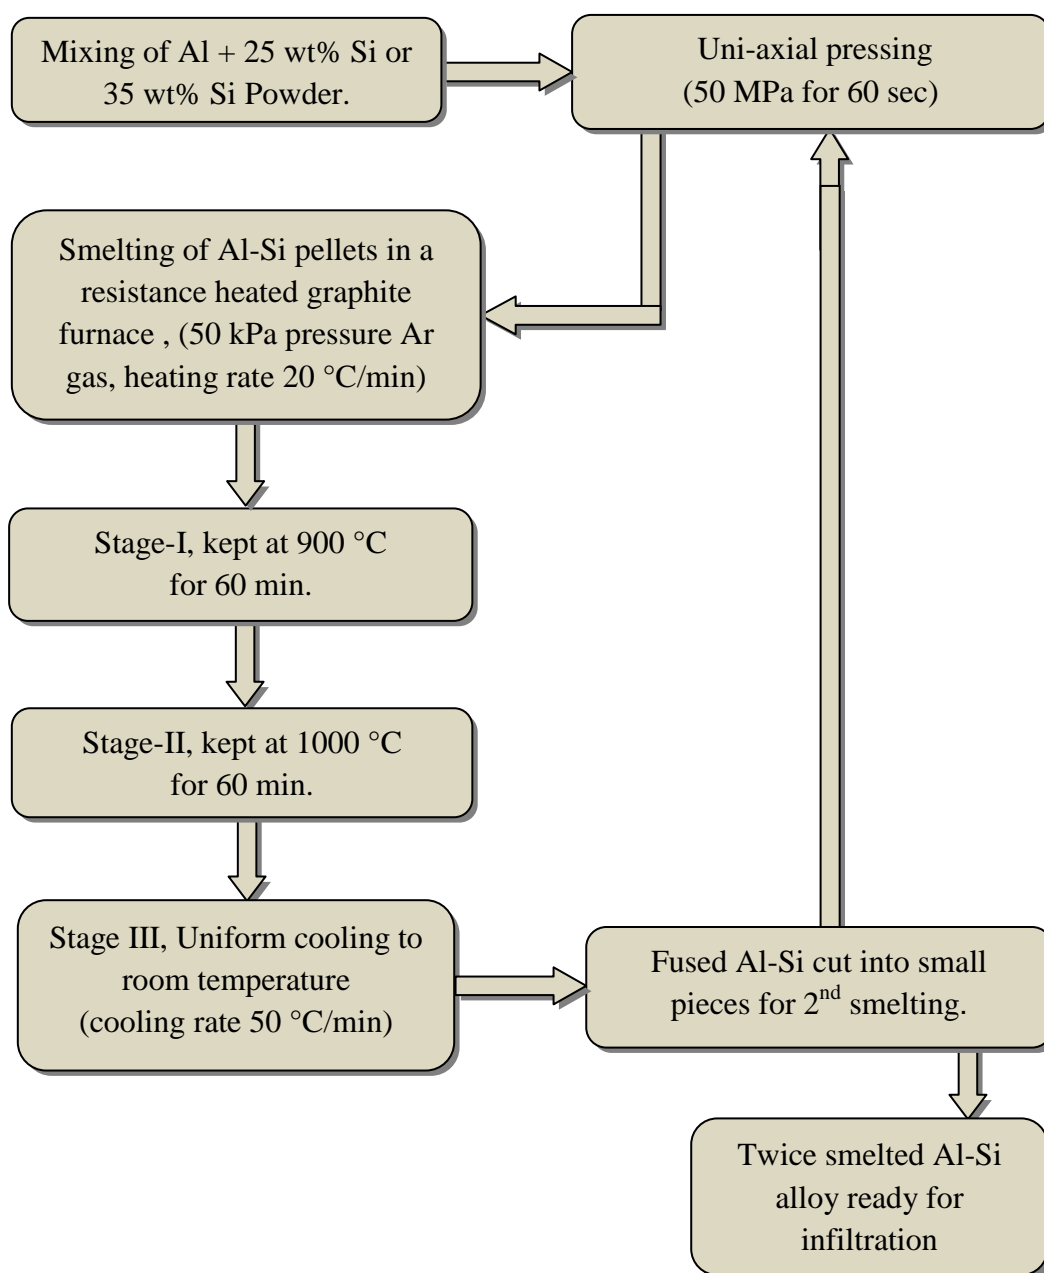 Mixing of Al + 25 wt% Si or
35 wt% Si Powder.
Uni-axial pressing
(50 MPa for 60 sec)
Smelting of Al-Si pellets in a
resistance heated graphite
furnace , (50 kPa pressure Ar
gas, heating rate 20 °C/min)
Stage-I, kept at 900 °C
for 60 min.
Stage-II, kept at 1000 °C
for 60 min.
Stage III, Uniform cooling to
room temperature
(cooling rate 50 °C/min)
Fused Al-Si cut into small
pieces for 2nd smelting.
Twice smelted Al-Si
alloy ready for
infiltration